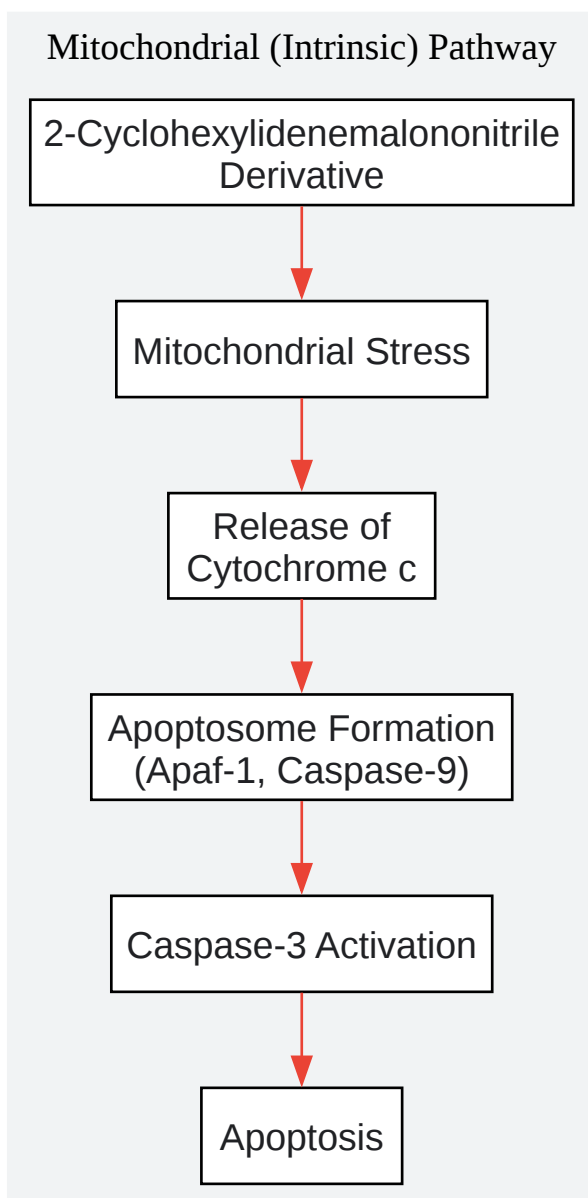 Mitochondrial (Intrinsic) Pathway
2-Cyclohexylidenemalononitrile
Derivative
Mitochondrial Stress
Release of
Cytochrome c
Apoptosome Formation
(Apaf-1, Caspase-9)
Caspase-3 Activation
Apoptosis